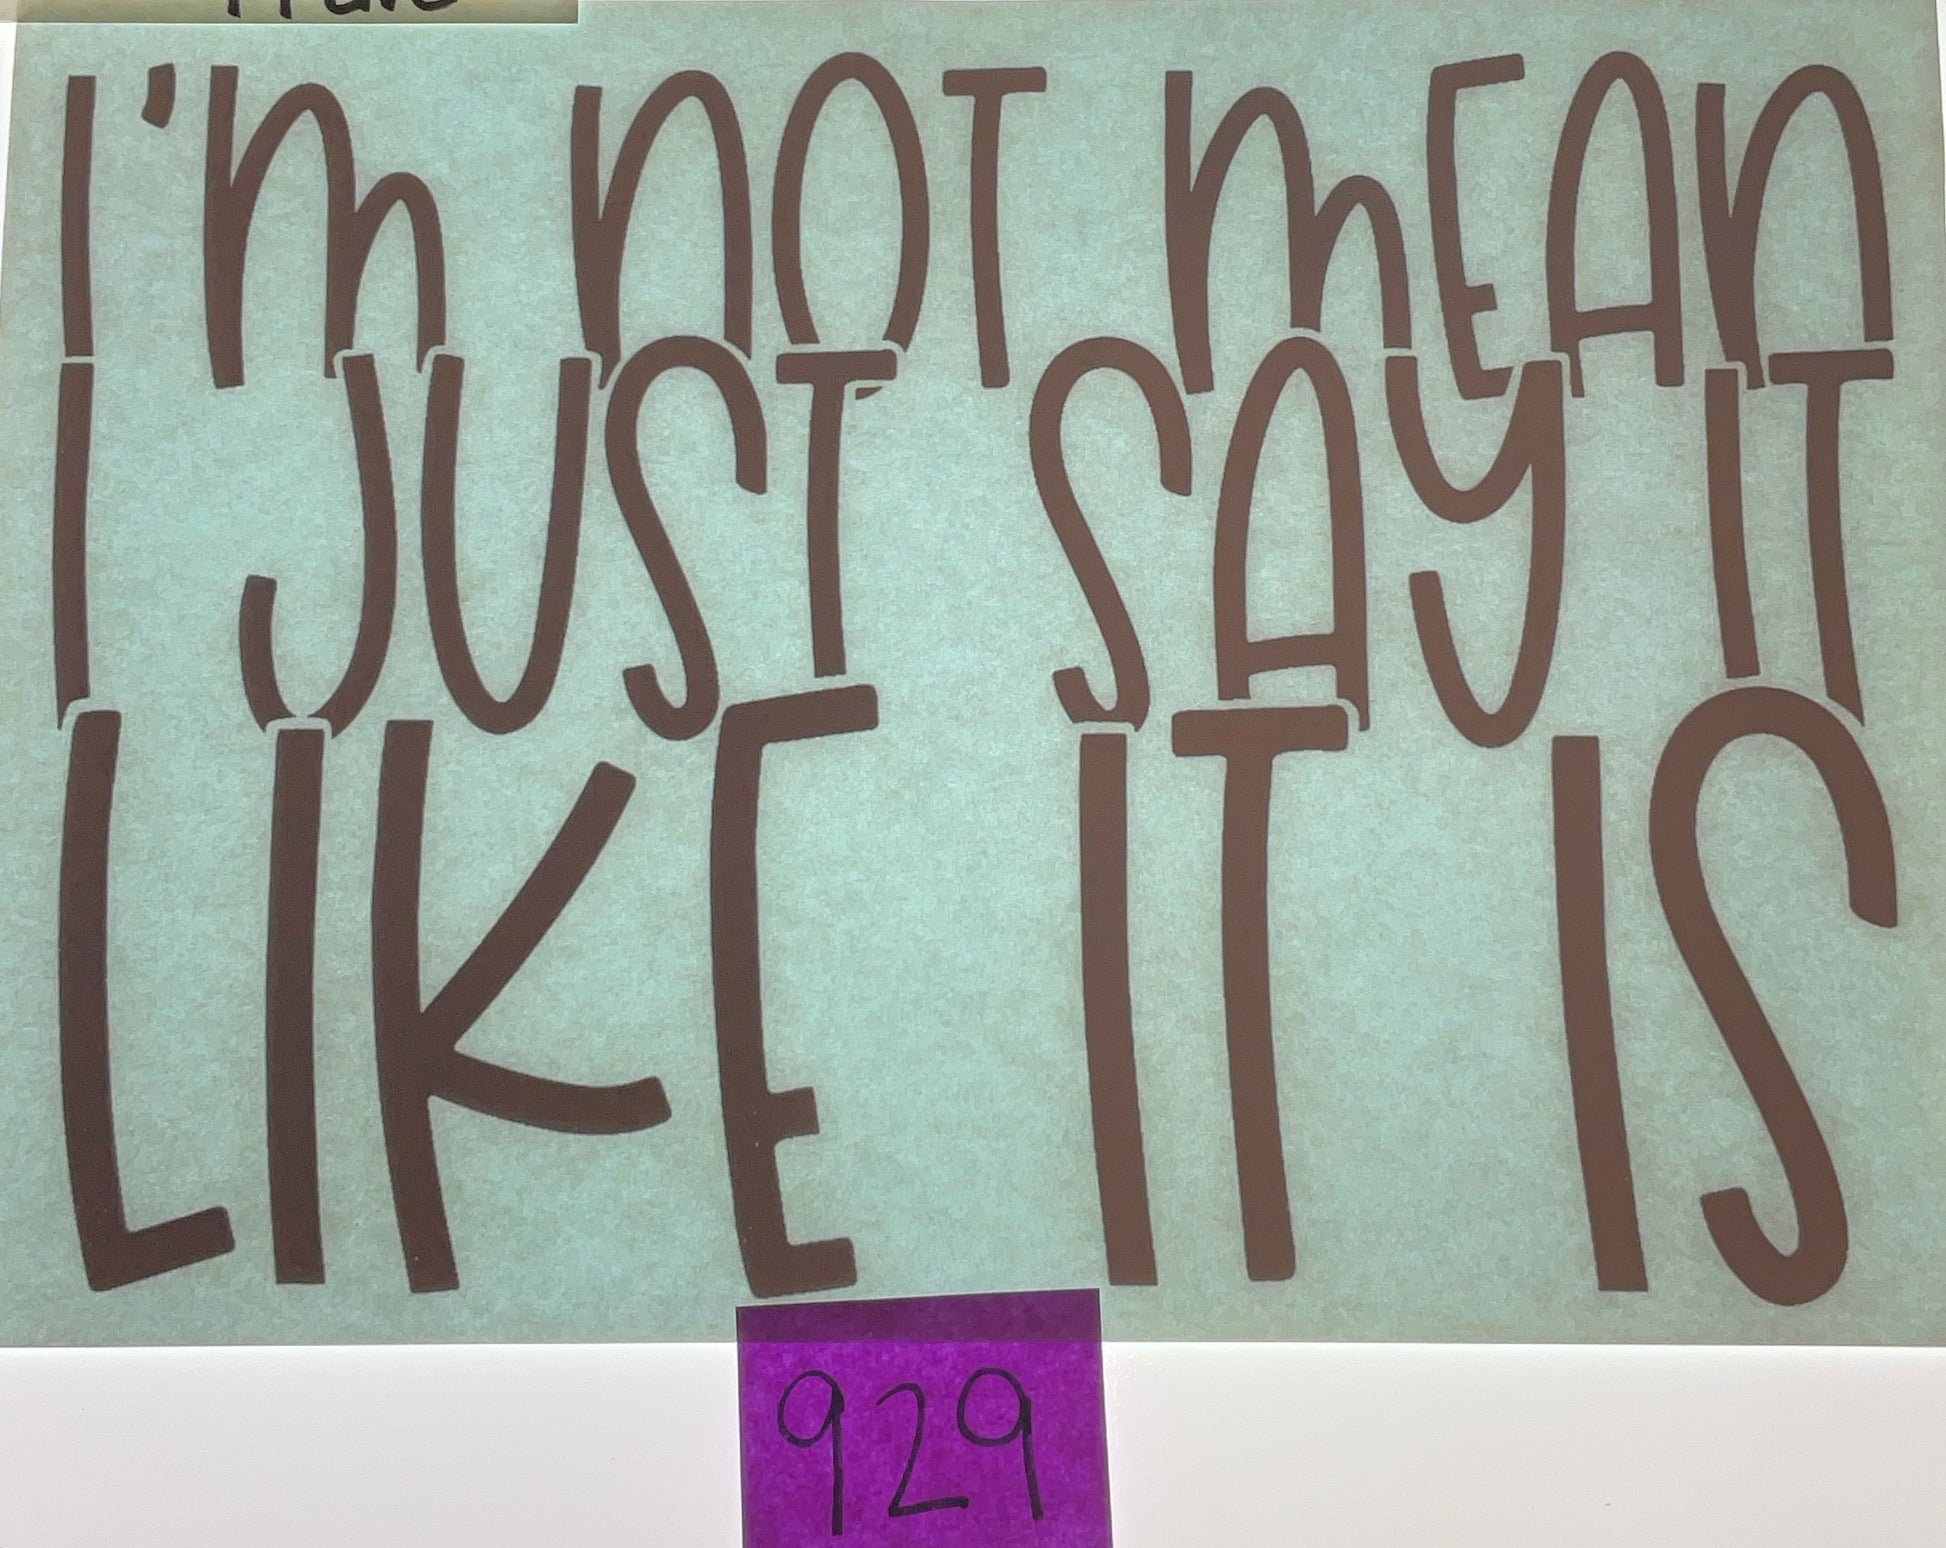 I'm NOT MEAN
I JUST SAY IT
LIKE IT IS
929